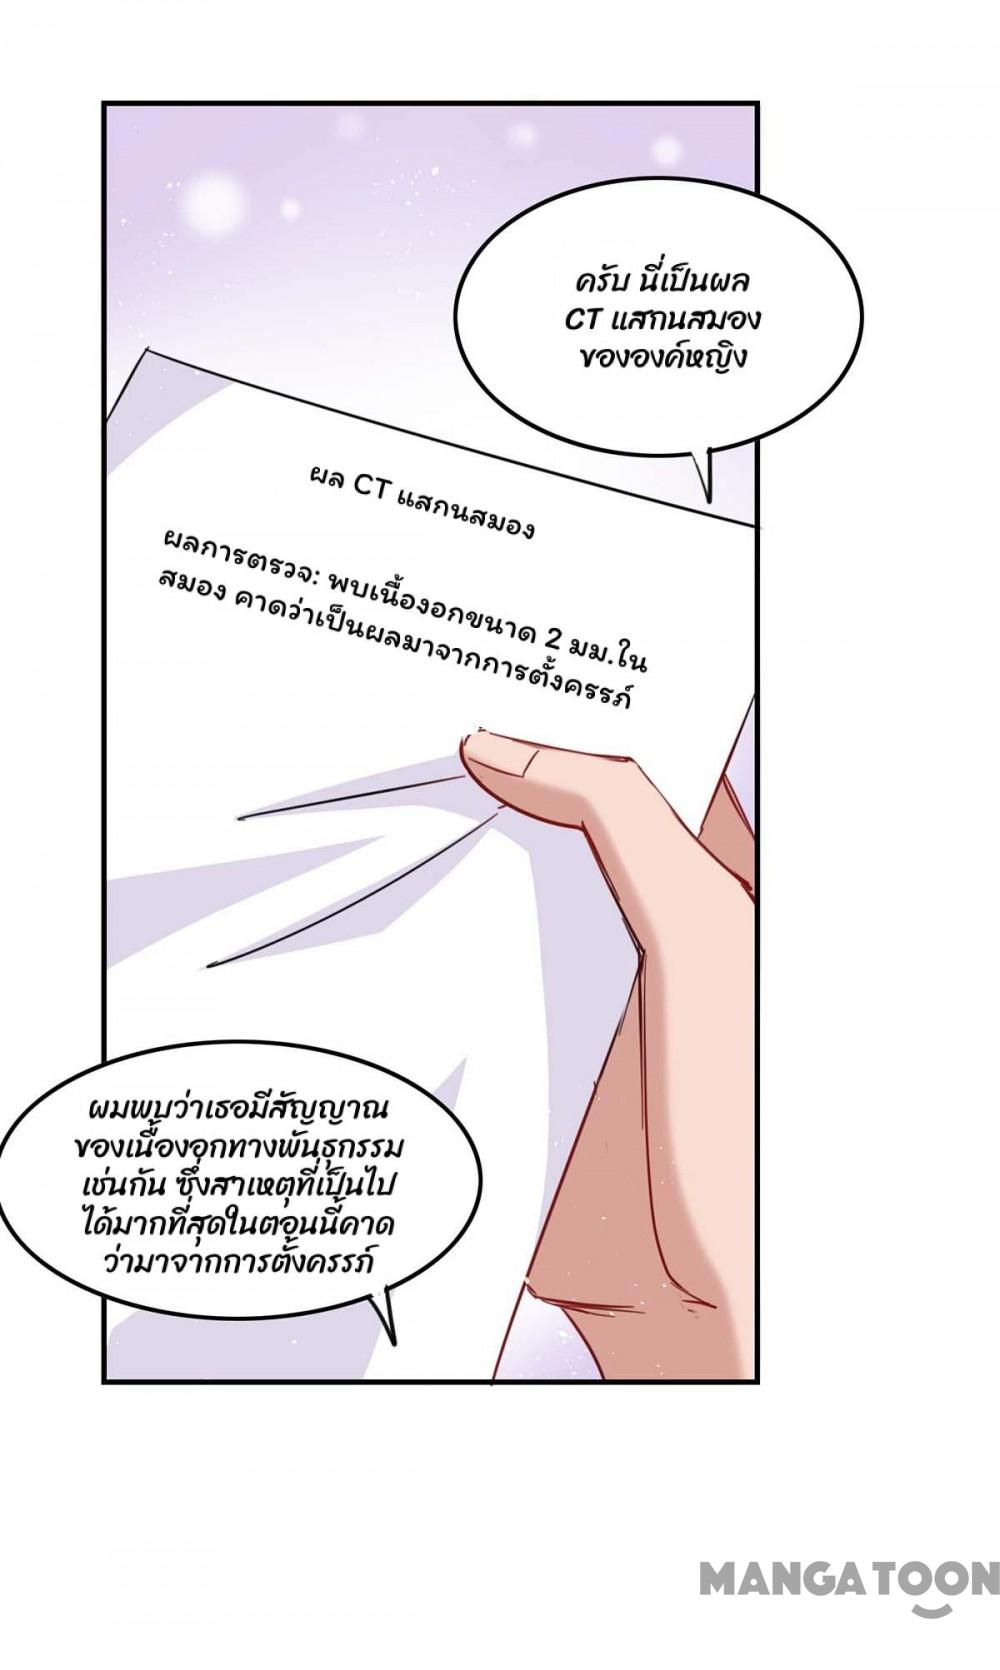 ครับ นี่เป็นผล
CT แสกนสมอง
ขององค์หญิง
ผล CT แสกนสมอง
ผลการตรวจ: พบเนื้องอกขนาด 2 มม.ใน
สมอง คาดว่าเป็นผลมาจากการตั้งครรภ์
ผมพบว่าเธอมีสัญญาณ
ของเนื้องอกทางพันธุกรรม
เช่นกัน ซึ่งสาเหตุที่เป็นไป
ได้มากที่สุดในตอนนี้คาด
ว่ามาจากการตั้งครรภ์
MANGATOON